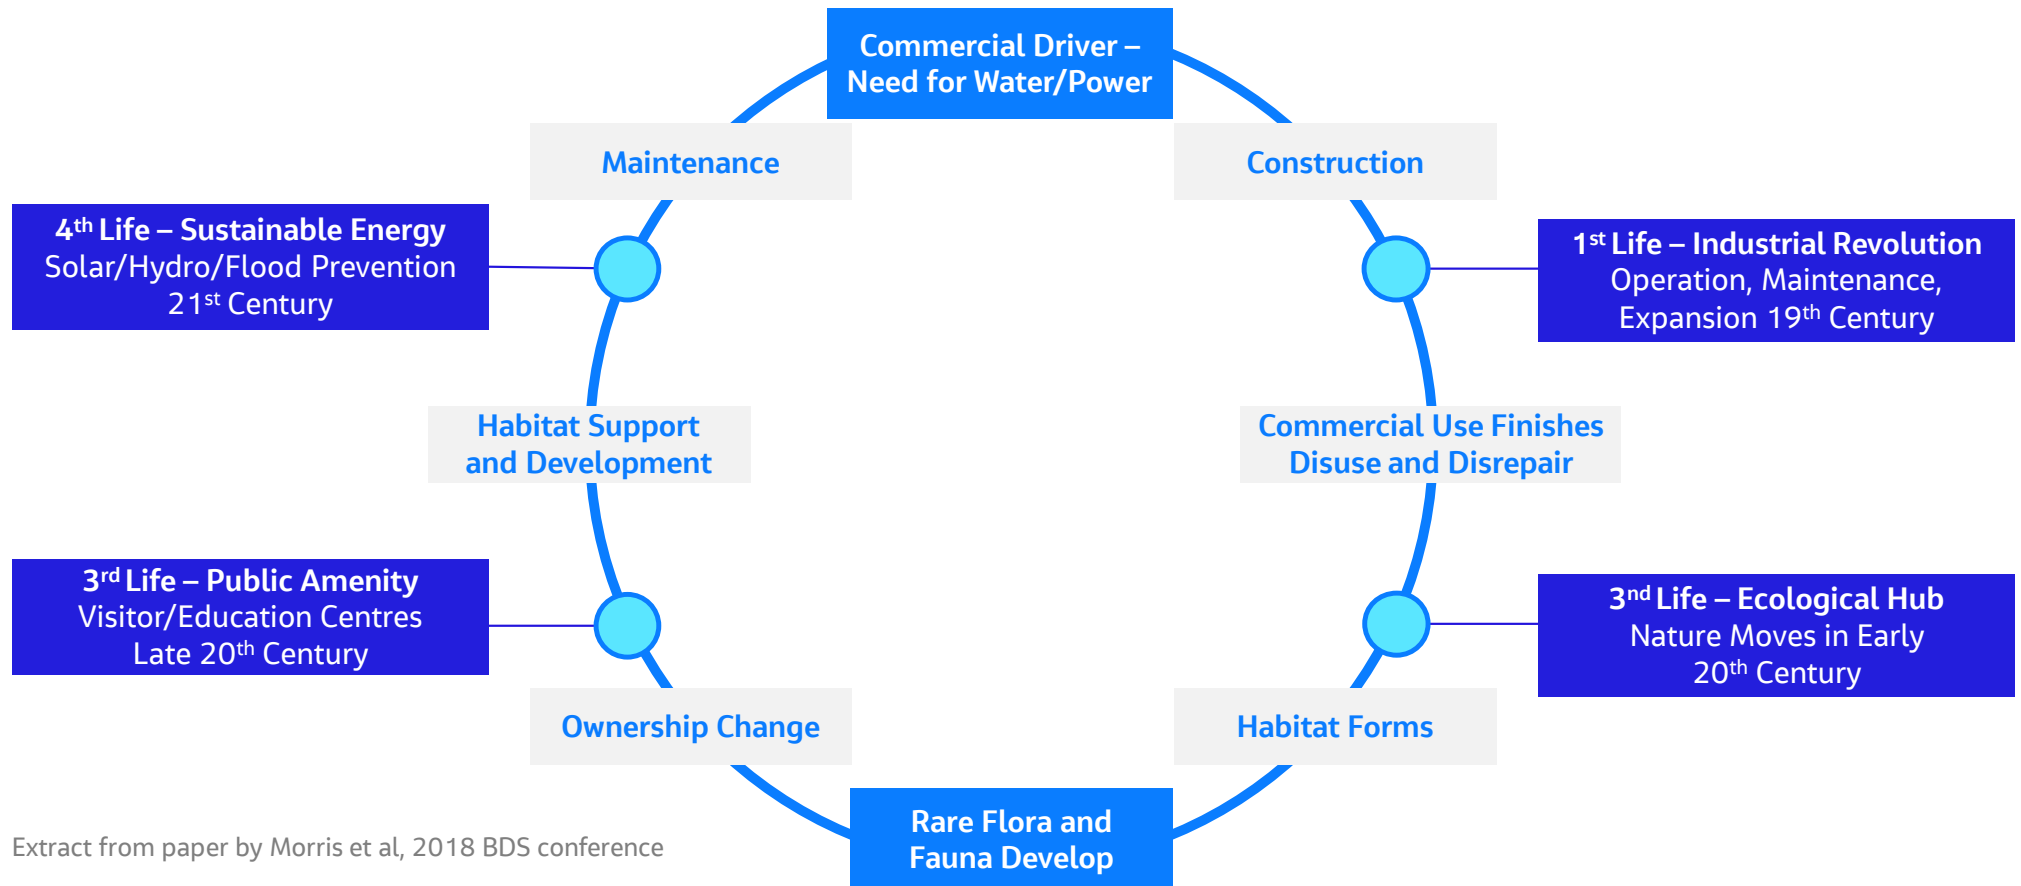 Commercial Driver –
Need for Water/Power
Maintenance
Construction
4th Life – Sustainable Energy
Solar/Hydro/Flood Prevention
21st Century
1st Life – Industrial Revolution
Operation, Maintenance,
Expansion 19th Century
Habitat Support
and Development
Commercial Use Finishes
Disuse and Disrepair
3rd Life – Public Amenity
Visitor/Education Centres
Late 20th Century
3nd Life – Ecological Hub
Nature Moves in Early
20th Century
Ownership Change
Habitat Forms
Rare Flora and
Fauna Develop
Extract from paper by Morris et al, 2018 BDS conference